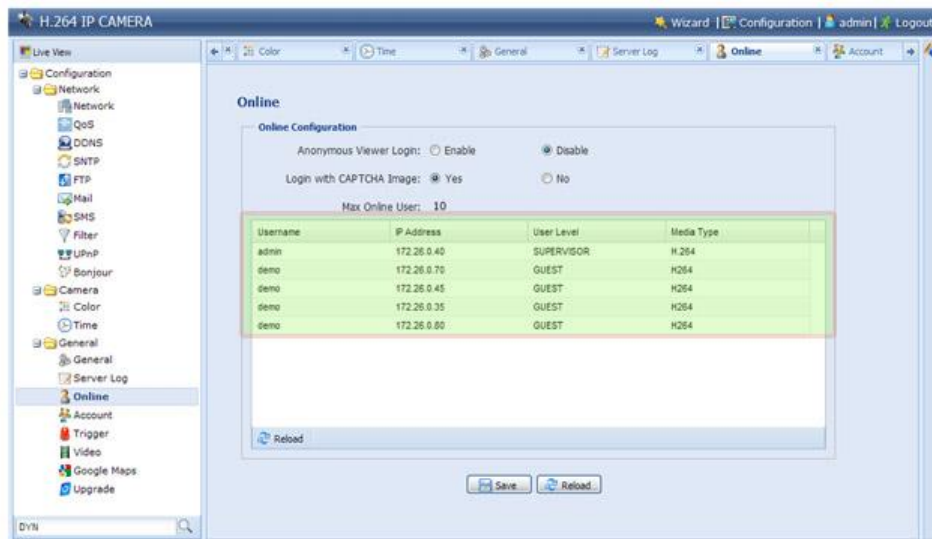 H.264 IP CAMERA
Wizard | Configuration | admin | Logout
Live View
Color Time General Server Log Online Account
Configuration
Network
Network
QoS
DDNS
SNTP
FTP
Mail
SMS
Filter
UPnP
Bonjour
Camera
Color
Time
General
General
Server Log
Online
Account
Trigger
Video
Google Maps
Upgrade
DYN
Online
Online Configuration
Anonymous Viewer Login: Enable Disable
Login with CAPTCHA Image: Yes No
Max Online User: 10
Username IP Address User Level Media Type
admin 172.26.0.40 SUPERVISOR H.264
demo 172.26.0.70 GUEST H264
demo 172.26.0.45 GUEST H264
demo 172.26.0.35 GUEST H264
demo 172.26.0.80 GUEST H264
Reload
Save Reload